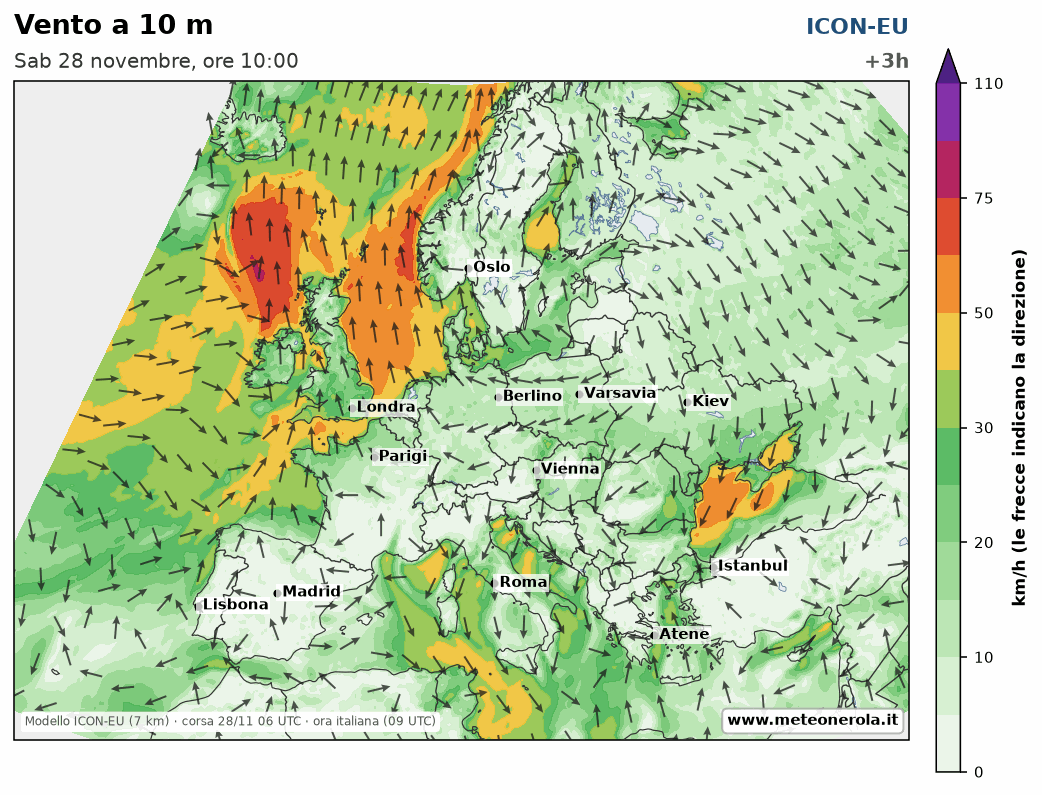 Vento a 10 m
ICON-EU
Sab 28 novembre, ore 10:00
+3h
110
75
50
30
20
10
0
km/h (le frecce indicano la direzione)
Oslo
Londra
Berlino
Varsavia
Kiev
Parigi
Vienna
Istanbul
Roma
Madrid
Lisbona
Atene
Modello ICON-EU (7 km) · corsa 28/11 06 UTC · ora italiana (09 UTC)
www.meteonerola.it